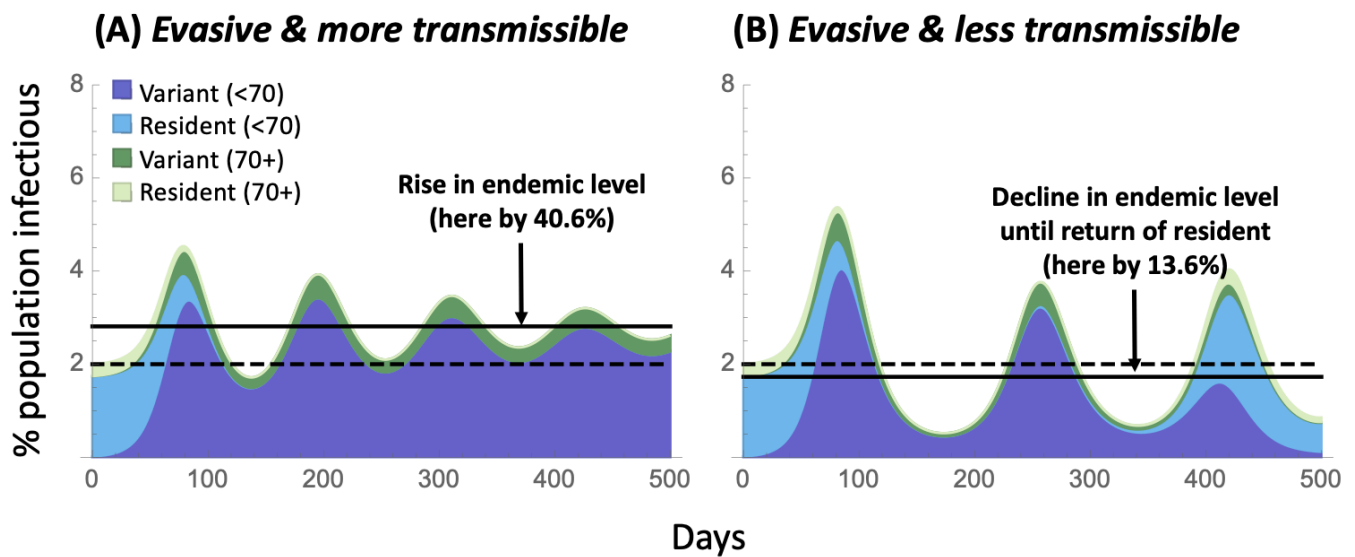 (A) Evasive & more transmissible
(B) Evasive & less transmissible
% population infectious
8
6
4
2
Variant (<70)
Resident (<70)
Variant (70+)
Resident (70+)
Rise in endemic level
(here by 40.6%)
0
100
200
300
400
500
8
6
4
2
Decline in endemic level
until return of resident
(here by 13.6%)
0
100
200
300
400
500
Days